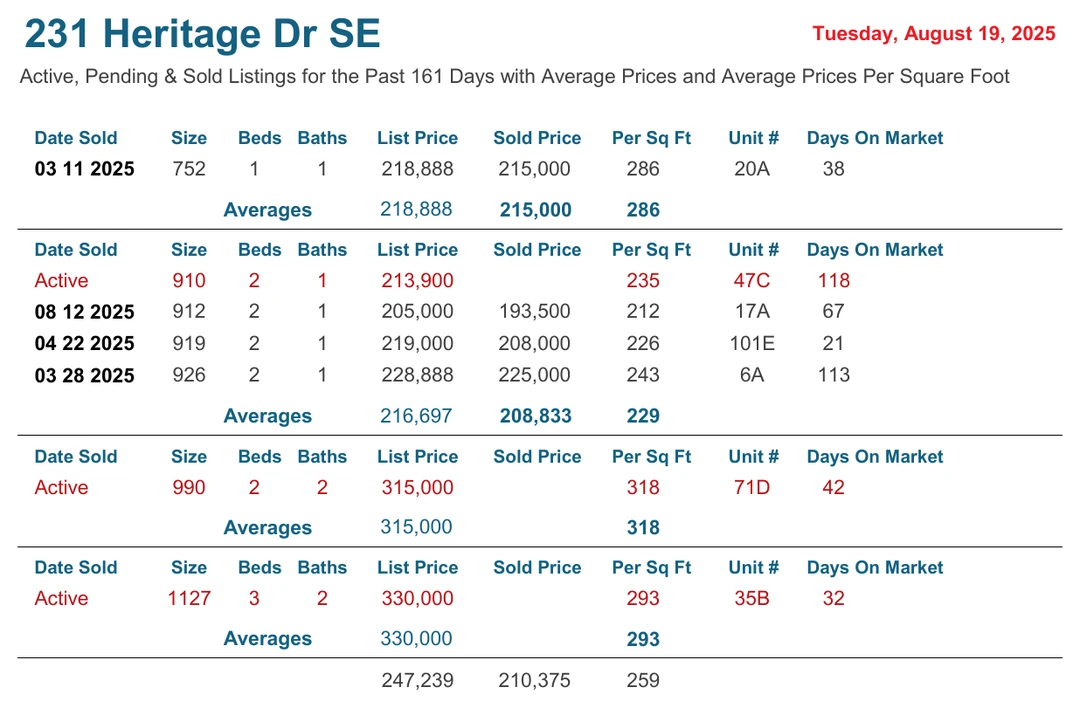 231 Heritage Dr SE
Tuesday, August 19, 2025
Active, Pending & Sold Listings for the Past 161 Days with Average Prices and Average Prices Per Square Foot
Date Sold Size Beds Baths List Price Sold Price Per Sq Ft Unit # Days On Market
03 11 2025 752 1 1 218,888 215,000 286 20A 38
Averages 218,888 215,000 286
Date Sold Size Beds Baths List Price Sold Price Per Sq Ft Unit # Days On Market
Active 910 2 1 213,900 235 47C 118
08 12 2025 912 2 1 205,000 193,500 212 17A 67
04 22 2025 919 2 1 219,000 208,000 226 101E 21
03 28 2025 926 2 1 228,888 225,000 243 6A 113
Averages 216,697 208,833 229
Date Sold Size Beds Baths List Price Sold Price Per Sq Ft Unit # Days On Market
Active 990 2 2 315,000 318 71D 42
Averages 315,000 318
Date Sold Size Beds Baths List Price Sold Price Per Sq Ft Unit # Days On Market
Active 1127 3 2 330,000 293 35B 32
Averages 330,000 293
247,239 210,375 259